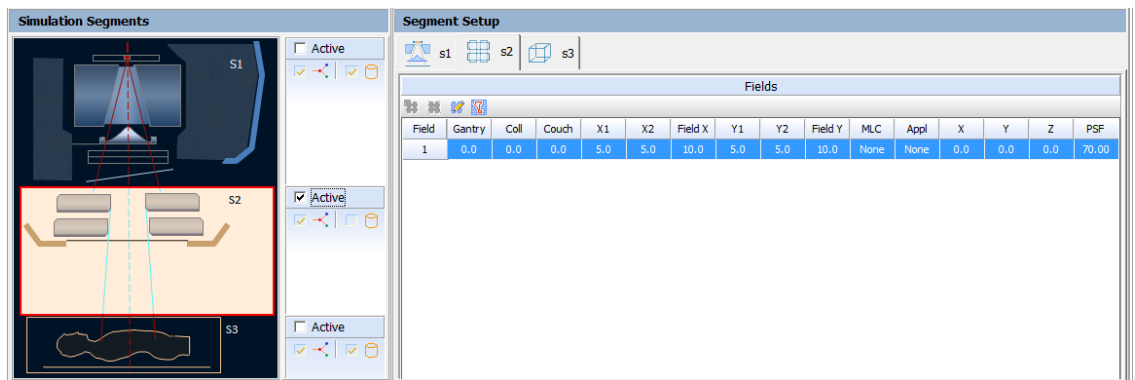 Simulation Segments
S1
Active
S2
Active
S3
Active
Segment Setup
s1 s2 s3
Fields
Field Gantry Coll Couch X1 X2 Field X Y1 Y2 Field Y MLC Appl X Y Z PSF
1 0.0 0.0 0.0 5.0 5.0 10.0 5.0 5.0 10.0 None None 0.0 0.0 0.0 70.00